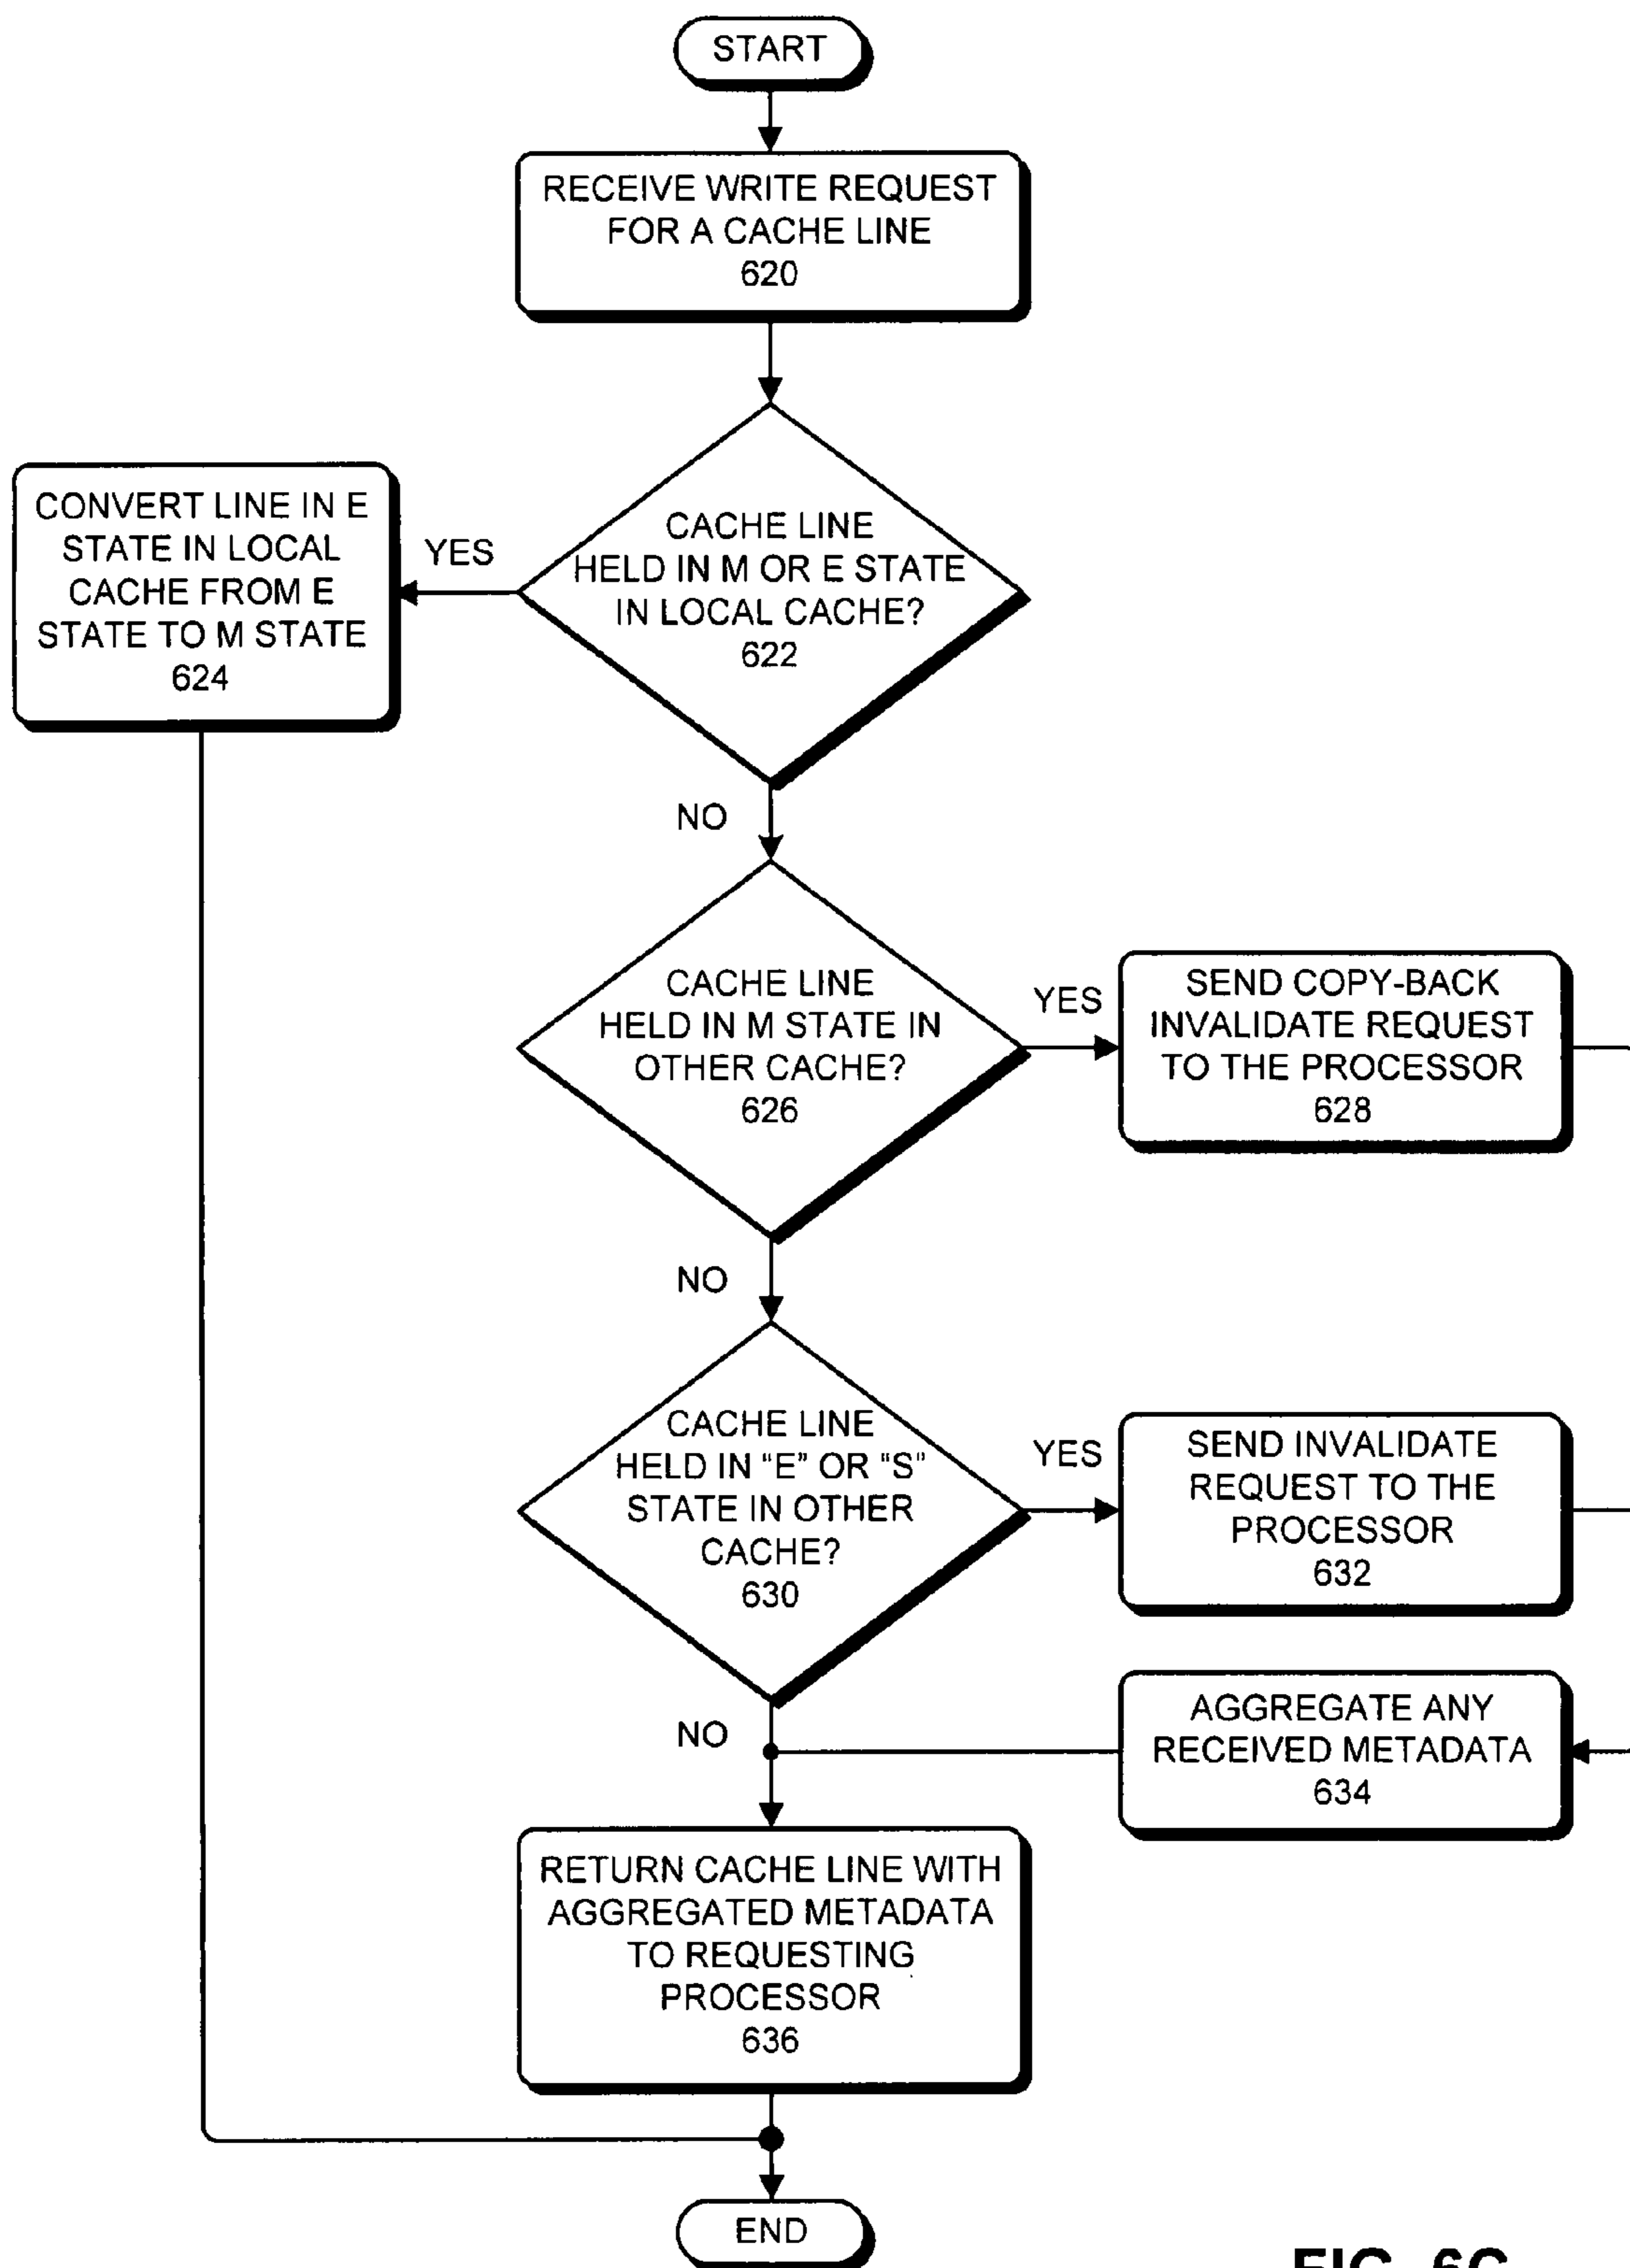 START
RECEIVE WRITE REQUEST
FOR A CACHE LINE
620
CACHE LINE
HELD IN M OR E STATE
IN LOCAL CACHE?
622
YES
CONVERT LINE IN E
STATE IN LOCAL
CACHE FROM E
STATE TO M STATE
624
NO
CACHE LINE
HELD IN M STATE IN
OTHER CACHE?
626
YES
SEND COPY-BACK
INVALIDATE REQUEST
TO THE PROCESSOR
628
NO
CACHE LINE
HELD IN "E" OR "S"
STATE IN OTHER
CACHE?
630
YES
SEND INVALIDATE
REQUEST TO THE
PROCESSOR
632
NO
AGGREGATE ANY
RECEIVED METADATA
634
RETURN CACHE LINE WITH
AGGREGATED METADATA
TO REQUESTING
PROCESSOR
636
END